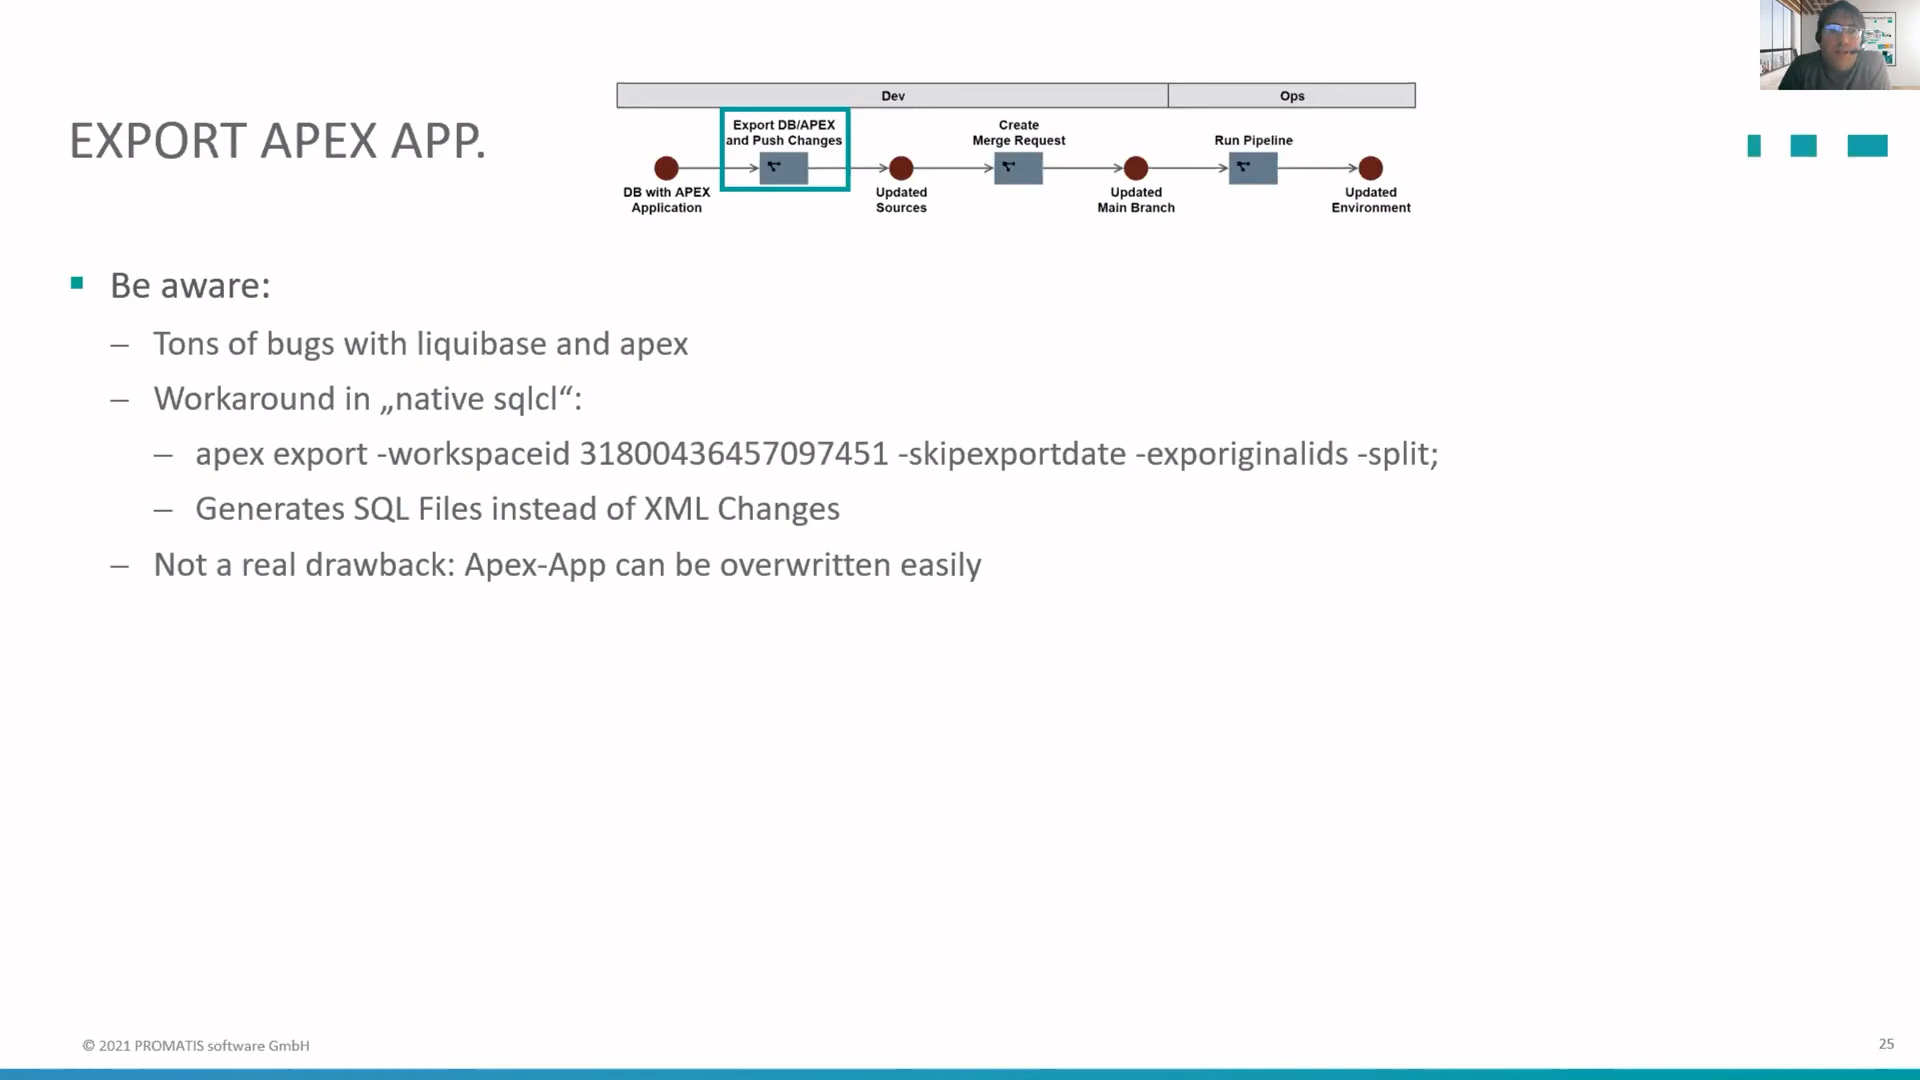 EXPORT APEX APP.
Dev
Ops
Export DB/APEX
and Push Changes
Create
Merge Request
Run Pipeline
DB with APEX
Application
Updated
Sources
Updated
Main Branch
Updated
Environment
Be aware:
– Tons of bugs with liquibase and apex
– Workaround in „native sqlcl“:
– apex export -workspaceid 31800436457097451 -skipexportdate -exporiginalids -split;
– Generates SQL Files instead of XML Changes
– Not a real drawback: Apex-App can be overwritten easily
© 2021 PROMATIS software GmbH
25